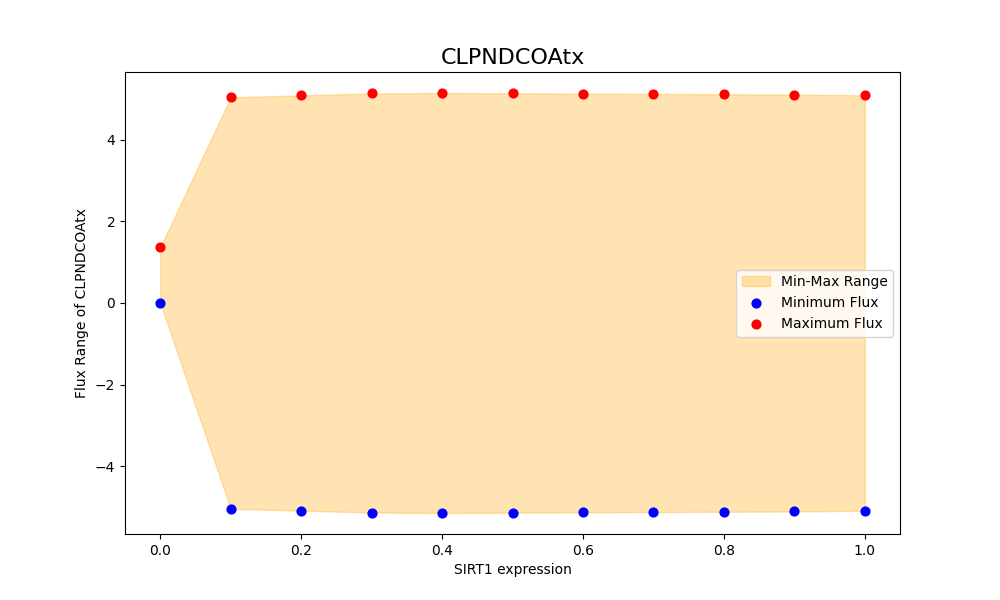 CLPNDCOAtx
Flux Range of CLPNDCOAtx
4
2
0
−2
−4
Min-Max Range
Minimum Flux
Maximum Flux
0.0 0.2 0.4 0.6 0.8 1.0
SIRT1 expression